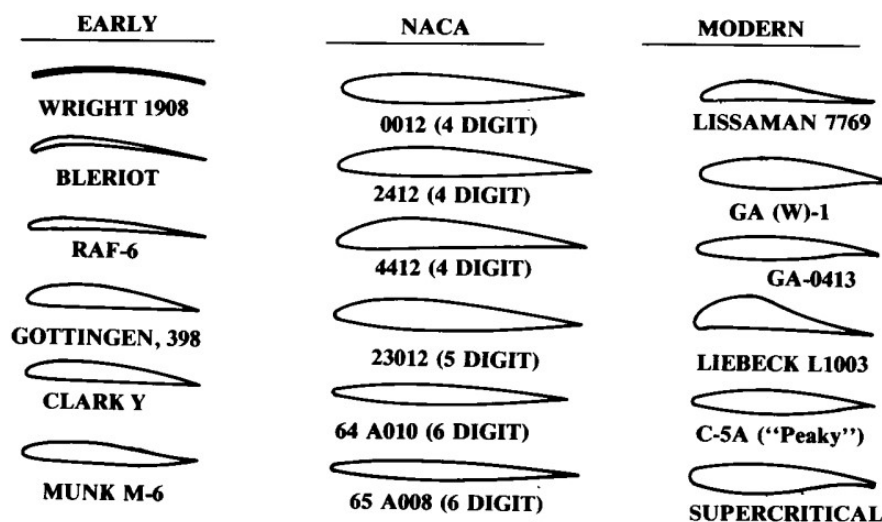 EARLY
WRIGHT 1908
BLERIOT
RAF-6
GOTTINGEN, 398
CLARK Y
MUNK M-6
NACA
0012 (4 DIGIT)
2412 (4 DIGIT)
4412 (4 DIGIT)
23012 (5 DIGIT)
64 A010 (6 DIGIT)
65 A008 (6 DIGIT)
MODERN
LISSAMAN 7769
GA (W)-1
GA-0413
LIEBECK L1003
C-5A (“Peaky”)
SUPERCRITICAL